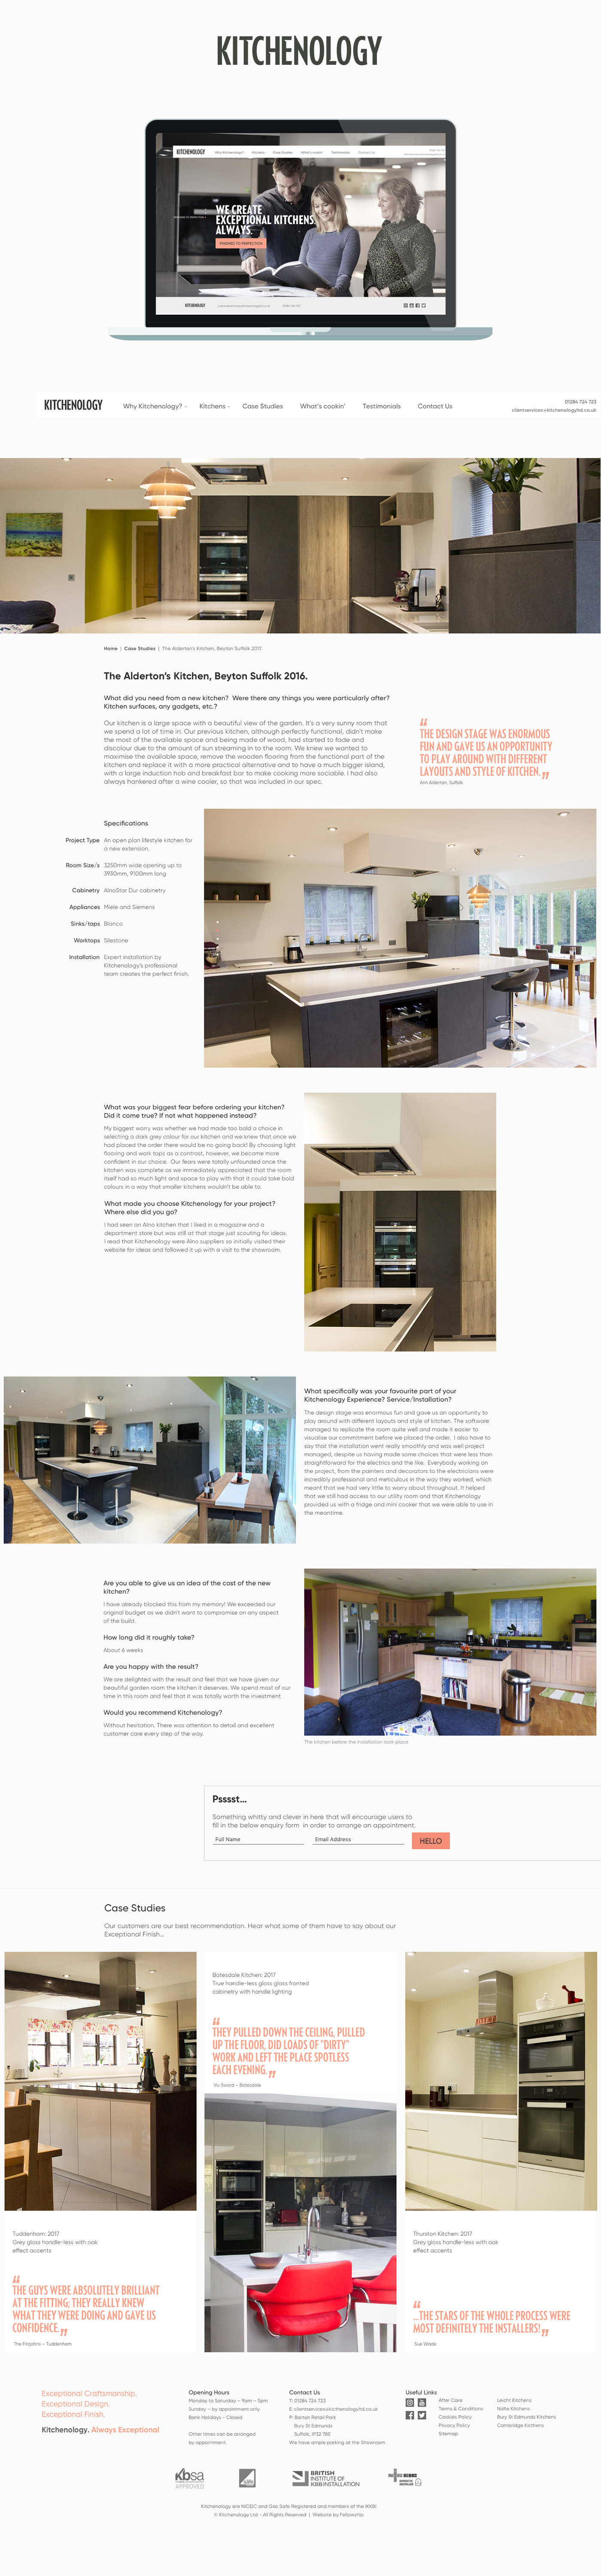 KITCHENOLOGY
KITCHENOLOGY
Why Kitchenology?
Kitchens
Case Studies
What's cookin'
Testimonials
Contact Us
WE CREATE
EXCEPTIONAL KITCHENS.
ALWAYS.
FINISHED TO PERFECTION
KITCHENOLOGY
KITCHENOLOGY
Why Kitchenology?
Kitchens
Case Studies
What's cookin'
Testimonials
Contact Us
01284 724 723
clientservices@kitchenologyltd.co.uk
Home | Case Studies | The Alderton's Kitchen, Beyton Suffolk 2017.
The Alderton's Kitchen, Beyton Suffolk 2016.
What did you need from a new kitchen? Were there any things you were particularly after?
Kitchen surfaces, any gadgets, etc.?
Our kitchen is a large space with a beautiful view of the garden. It's a very sunny room that
we spend a lot of time in. Our previous kitchen, although perfectly functional, didn't make
the most of the available space and being made of wood, had started to fade and
discolour due to the amount of sun streaming in to the room. We knew we wanted to
maximise the available space, remove the wooden flooring from the functional part of the
kitchen and replace it with a more practical alternative and to have a much bigger island,
with a large induction hob and breakfast bar to make cooking more sociable. I had also
always hankered after a wine cooler, so that was included in our spec.
“
THE DESIGN STAGE WAS ENORMOUS
FUN AND GAVE US AN OPPORTUNITY
TO PLAY AROUND WITH DIFFERENT
LAYOUTS AND STYLE OF KITCHEN. ”
Ann Alderton, Suffolk
Specifications
Project Type An open plan lifestyle kitchen for
a new extension.
Room Size/s 3250mm wide opening up to
3930mm, 9100mm long
Cabinetry AlnoStar Dur cabinetry
Appliances Miele and Siemens
Sinks/taps Blanco
Worktops Silestone
Installation Expert installation by
Kitchenology's professional
team creates the perfect finish.
What was your biggest fear before ordering your kitchen?
Did it come true? If not what happened instead?
My biggest worry was whether we had made too bold a choice in
selecting a dark grey colour for our kitchen and we knew that once we
had placed the order there would be no going back! By choosing light
flooring and work taps as a contrast, however, we became more
confident in our choice. Our fears were totally unfounded once the
kitchen was complete as we immediately appreciated that the room
itself had so much light and space to play with that it could take bold
colours in a way that smaller kitchens wouldn't be able to.
What made you choose Kitchenology for your project?
Where else did you go?
I had seen an Alno kitchen that I liked in a magazine and a
department store but was still at that stage just scouting for ideas.
I read that Kitchenology were Alno suppliers so initially visited their
website for ideas and followed it up with a visit to the showroom.
What specifically was your favourite part of your
Kitchenology Experience? Service/Installation?
The design stage was enormous fun and gave us an opportunity to
play around with different layouts and style of kitchen. The software
managed to replicate the room quite well and made it easier to
visualise our commitment before we placed the order. I also have to
say that the installation went really smoothly and was well project
managed, despite us having made some choices that were less than
straightforward for the electrics and the like. Everybody working on
the project, from the painters and decorators to the electricians were
incredibly professional and meticulous in the way they worked, which
meant that we had very little to worry about throughout. It helped
that we still had access to our utility room and that Kitchenology
provided us with a fridge and mini cooker that we were able to use in
the meantime.
Are you able to give us an idea of the cost of the new
kitchen?
I have already blocked this from my memory! We exceeded our
original budget as we didn't want to compromise on any aspect
of the build.
How long did it roughly take?
About 6 weeks
Are you happy with the result?
We are delighted with the result and feel that we have given our
beautiful garden room the kitchen it deserves. We spend most of our
time in this room and feel that it was totally worth the investment
Would you recommend Kitchenology?
Without hesitation. There was attention to detail and excellent
customer care every step of the way.
The kitchen before the installation took place
Psssst...
Something whitty and clever in here that will encourage users to
fill in the below enquiry form in order to arrange an appointment.
Full Name
Email Address
HELLO
Case Studies
Our customers are our best recommendation. Hear what some of them have to say about our
Exceptional Finish...
Botesdale Kitchen: 2017
True handle-less gloss glass fronted
cabinetry with handle lighting
“
THEY PULLED DOWN THE CEILING, PULLED
UP THE FLOOR, DID LOADS OF "DIRTY"
WORK AND LEFT THE PLACE SPOTLESS
EACH EVENING. ”
Viv Sword – Botesdale
Tuddenham: 2017
Grey gloss handle-less with oak
effect accents
“
THE GUYS WERE ABSOLUTELY BRILLIANT
AT THE FITTING; THEY REALLY KNEW
WHAT THEY WERE DOING AND GAVE US
CONFIDENCE. ”
The Fitzjohns – Tuddenham
Thurston Kitchen: 2017
Grey gloss handle-less with oak
effect accents
“
...THE STARS OF THE WHOLE PROCESS WERE
MOST DEFINITELY THE INSTALLERS! ”
Sue Wade
Exceptional Craftsmanship.
Exceptional Design.
Exceptional Finish.
Kitchenology. Always Exceptional
Opening Hours
Monday to Saturday – 9am – 5pm
Sunday – by appointment only
Bank Holidays – Closed
Other times can be arranged
by appointment.
Contact Us
T: 01284 724 723
E: clientservices@kitchenologyltd.co.uk
P: Barton Retail Park
Bury St Edmunds
Suffolk, IP32 7BE
We have ample parking at the Showroom
Useful Links
After Care
Terms & Conditions
Cookies Policy
Privacy Policy
Sitemap
Leicht Kitchens
Nolte Kitchens
Bury St Edmunds Kitchens
Cambridge Kicthens
kbsa
APPROVED
BRITISH
INSTITUTE OF
KBB INSTALLATION
Kitchenology are NICEIC and Gas Safe Registered and members of the IKKBI
© Kitchenology Ltd - All Rights Reserved | Website by Fellowship